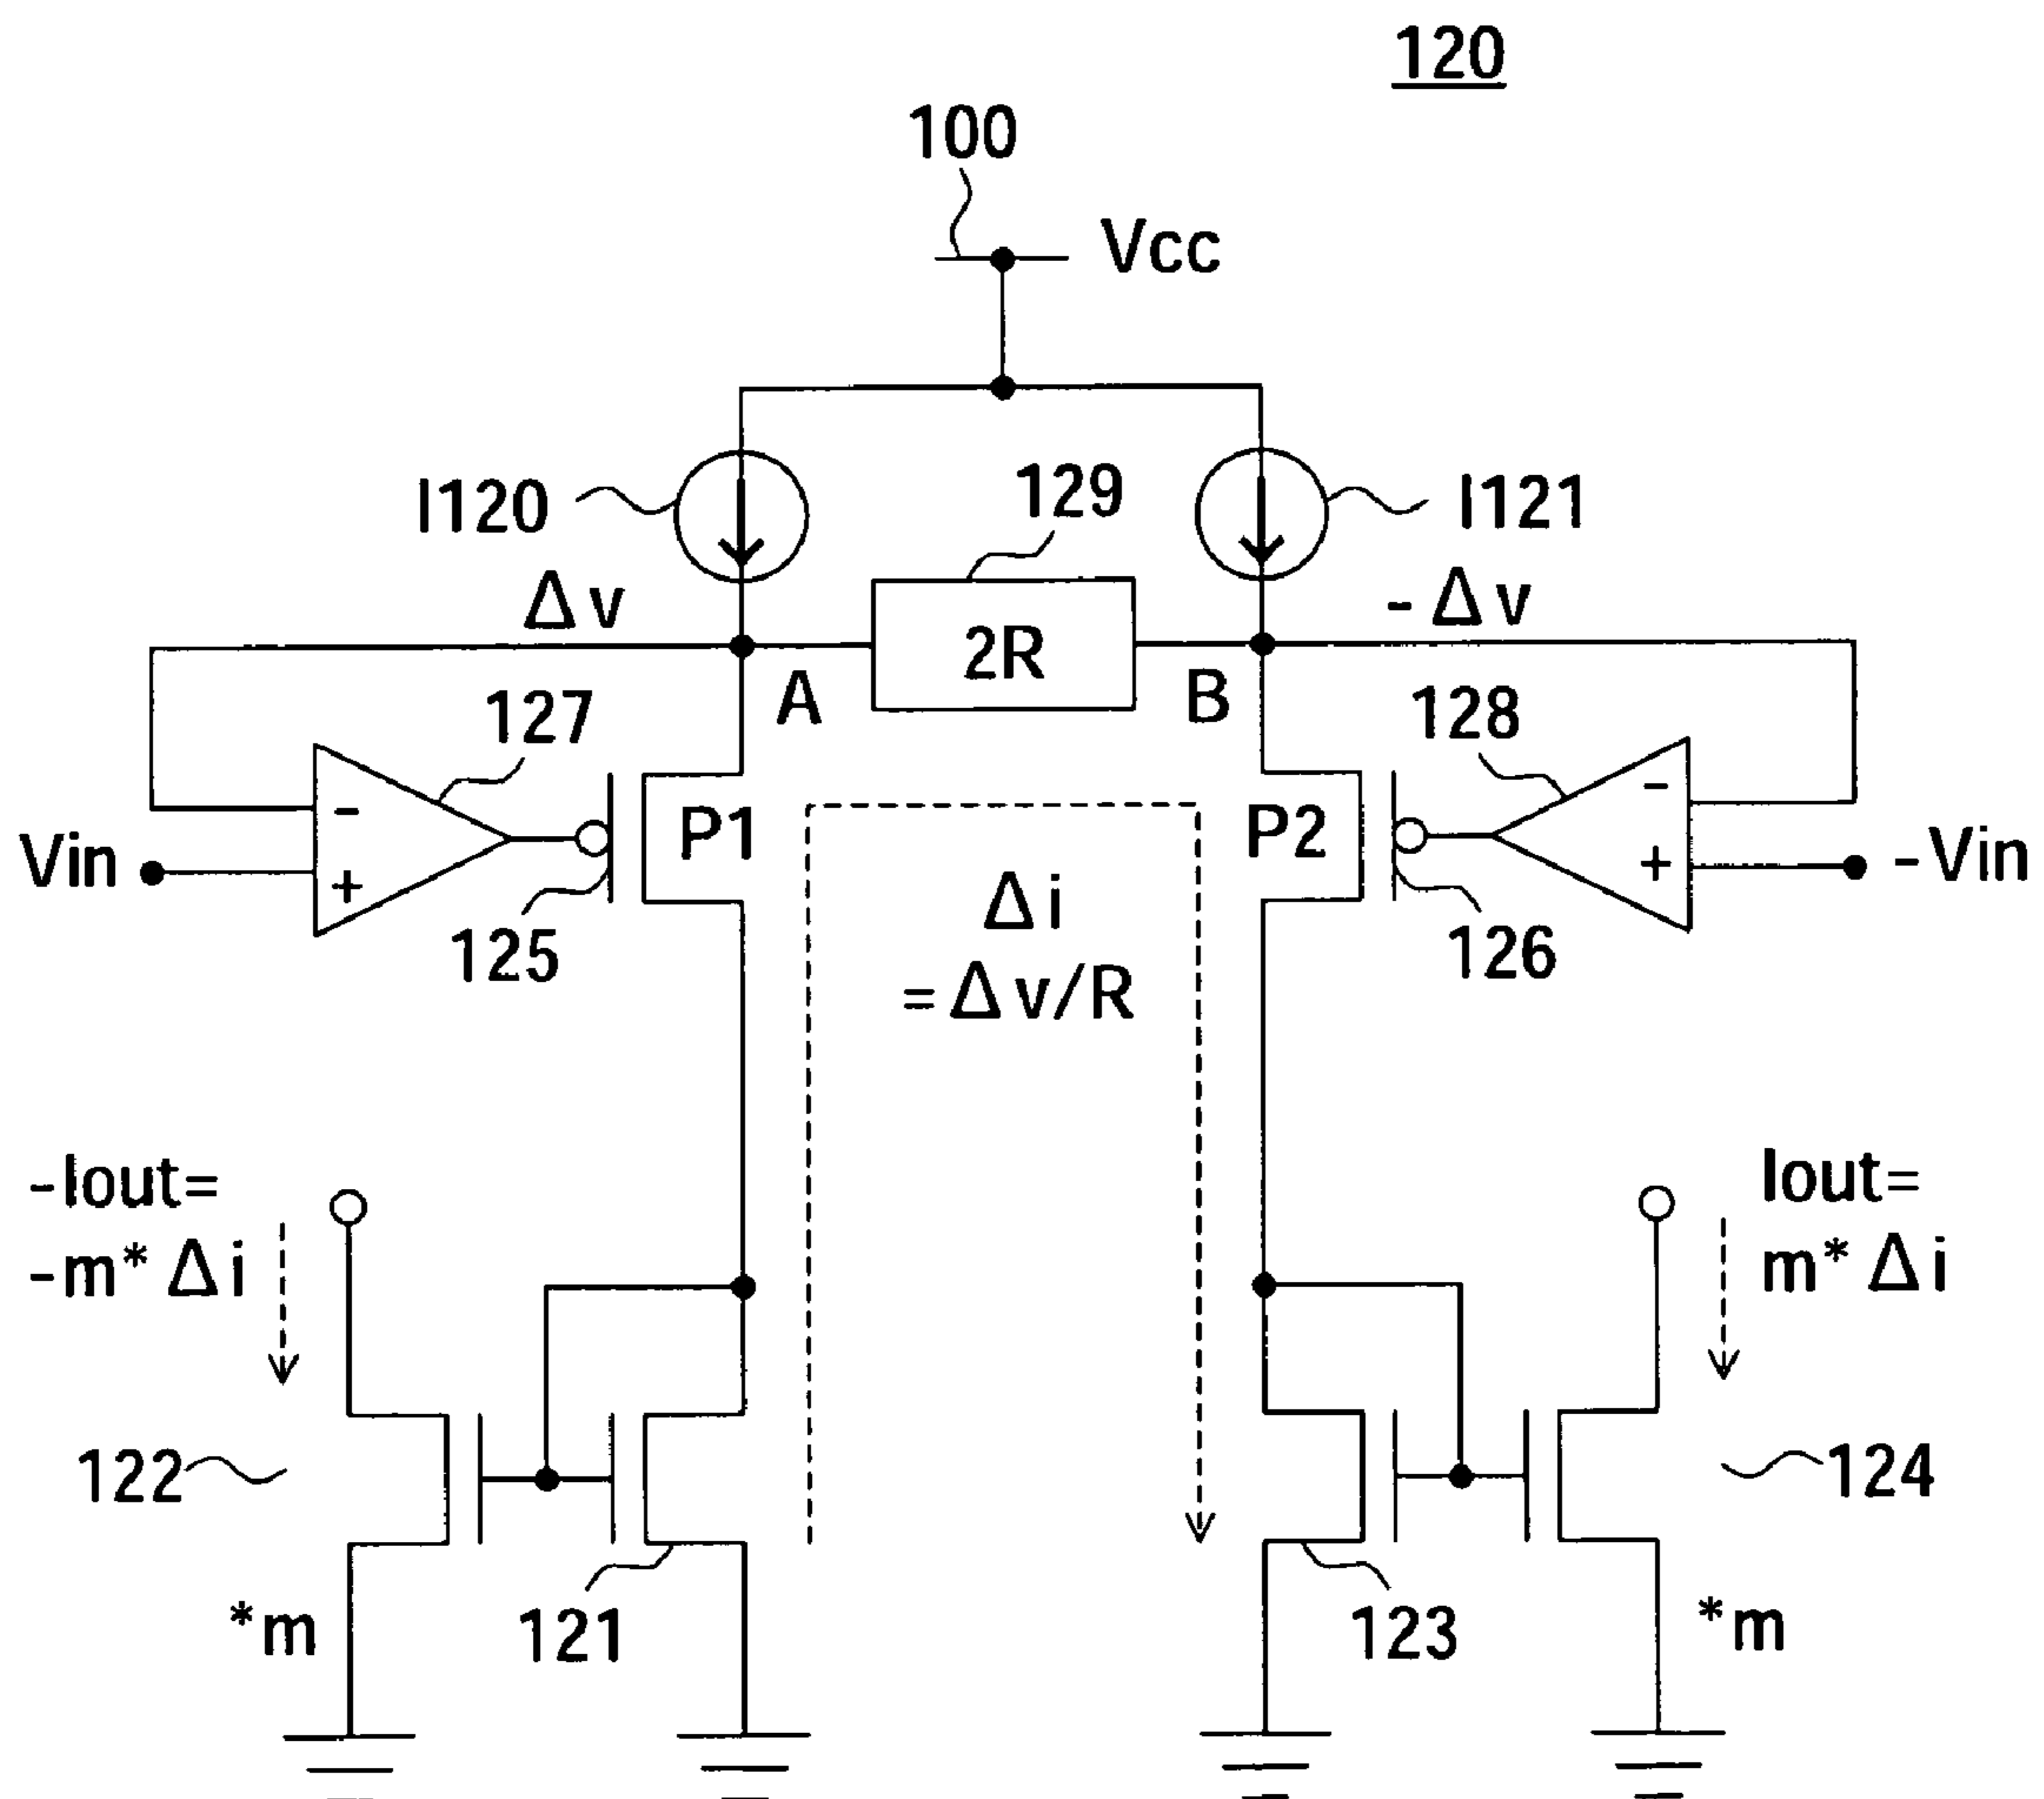 120
100
Vcc
I120
129
I121
Δv
-Δv
2R
A
B
127
128
-
+
P1
P2
-
+
Vin
-Vin
Δi
=Δv/R
125
126
-Iout=
-m*Δi
Iout=
m*Δi
122
124
*m
121
123
*m